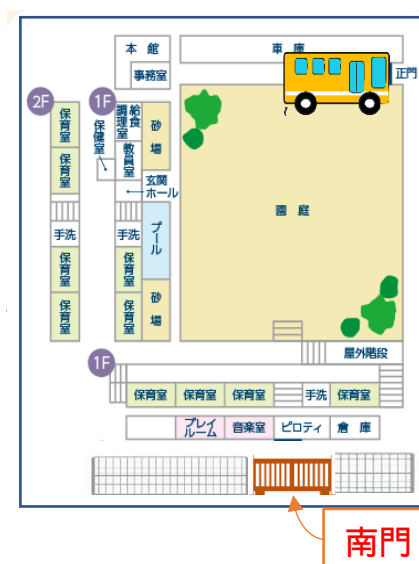 本館
事務室
車庫
正門
2F
1F
保育室
保育室
手洗
保育室
保育室
保健室
給食
調理室
教員室
玄関
ホール
手洗
保育室
保育室
砂場
プール
砂場
園庭
屋外階段
1F
保育室
保育室
保育室
手洗
保育室
プレイ
ルーム
音楽室
ピロティ
倉庫
南門